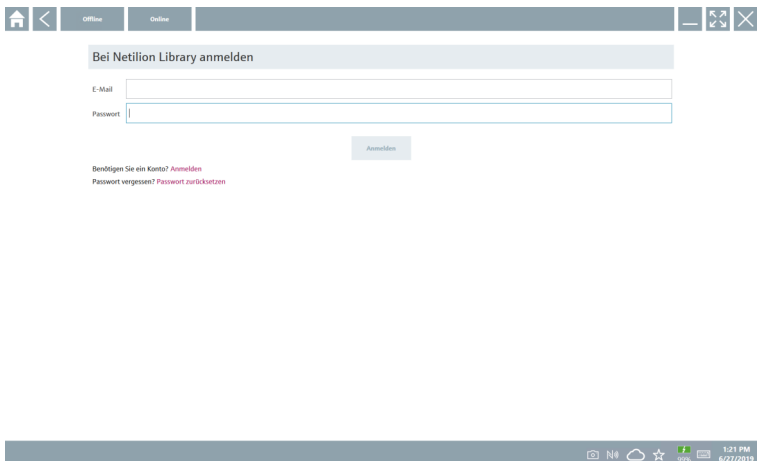 Offline Online
Bei Netilion Library anmelden
E-Mail
Passwort
Anmelden
Benötigen Sie ein Konto? Anmelden
Passwort vergessen? Passwort zurücksetzen
1:21 PM
99% 6/27/2019